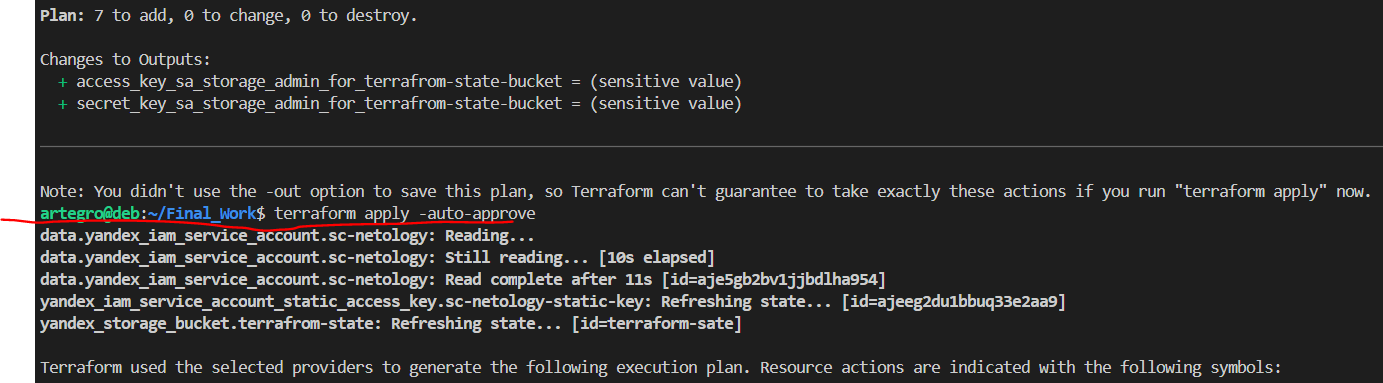 Plan: 7 to add, 0 to change, 0 to destroy.
Changes to Outputs:
+ access_key_sa_storage_admin_for_terrafrom-state-bucket = (sensitive value)
+ secret_key_sa_storage_admin_for_terrafrom-state-bucket = (sensitive value)
Note: You didn't use the -out option to save this plan, so Terraform can't guarantee to take exactly these actions if you run "terraform apply" now.
artegro@deb:~/Final_Work$ terraform apply -auto-approve
data.yandex_iam_service_account.sc-netology: Reading...
data.yandex_iam_service_account.sc-netology: Still reading... [10s elapsed]
data.yandex_iam_service_account.sc-netology: Read complete after 11s [id=aje5gb2bv1jjbdlha954]
yandex_iam_service_account_static_access_key.sc-netology-static-key: Refreshing state... [id=ajeeg2du1bbuq33e2aa9]
yandex_storage_bucket.terrafrom-state: Refreshing state... [id=terraform-sate]
Terraform used the selected providers to generate the following execution plan. Resource actions are indicated with the following symbols: